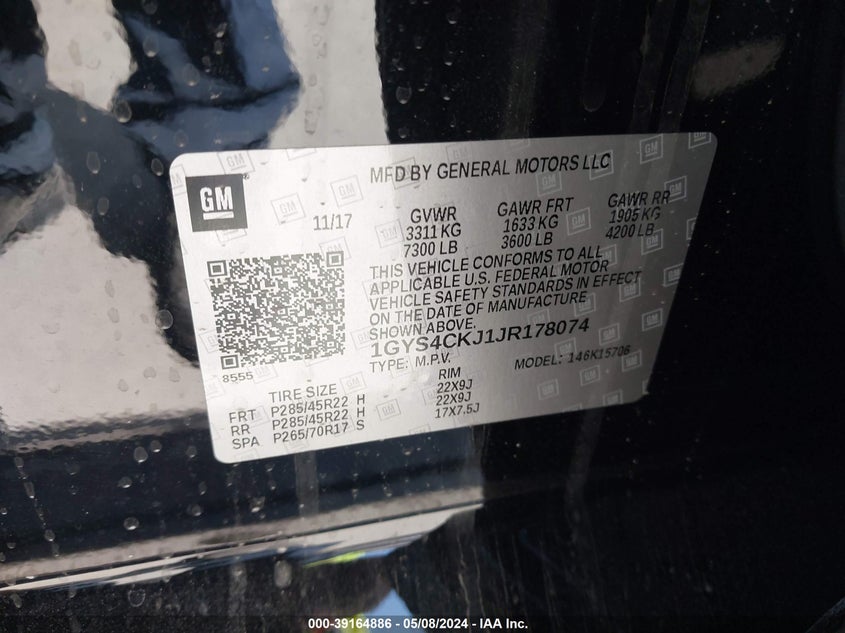 GM
MFD BY GENERAL MOTORS LLC
11/17
GVWR
3311 KG
7300 LB
GAWR FRT
1633 KG
3600 LB
GAWR RR
1905 KG
4200 LB
THIS VEHICLE CONFORMS TO ALL
APPLICABLE U.S. FEDERAL MOTOR
VEHICLE SAFETY STANDARDS IN EFFECT
ON THE DATE OF MANUFACTURE
SHOWN ABOVE.
1GYS4CKJ1JR178074
TYPE: M.P.V.
MODEL: 146K15706
8555
TIRE SIZE
RIM
FRT P285/45R22 H 22X9J
RR P285/45R22 H 22X9J
SPA P265/70R17 S 17X7.5J
000-39164886 - 05/08/2024 - IAA Inc.